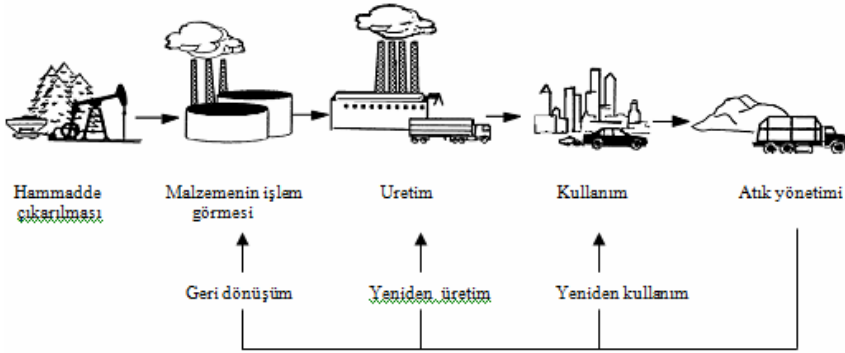 Hammadde
çıkarılması
Malzemenin işlem
görmesi
Uretim
Kullanım
Atık yönetimi
Geri dönüşüm
Yeniden üretim
Yeniden kullanım